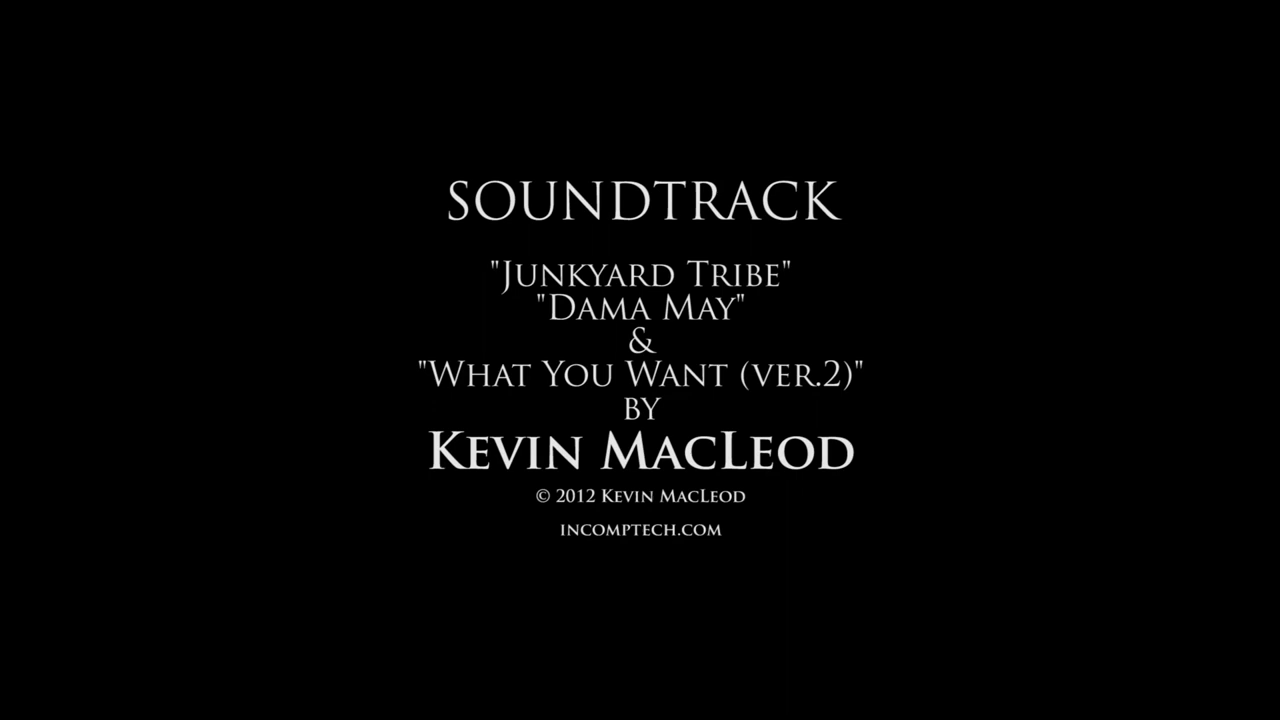 SOUNDTRACK
"JUNKYARD TRIBE"
"DAMA MAY"
&
"WHAT YOU WANT (VER.2)"
BY
KEVIN MACLEOD
© 2012 KEVIN MACLEOD
INCOMPTECH.COM